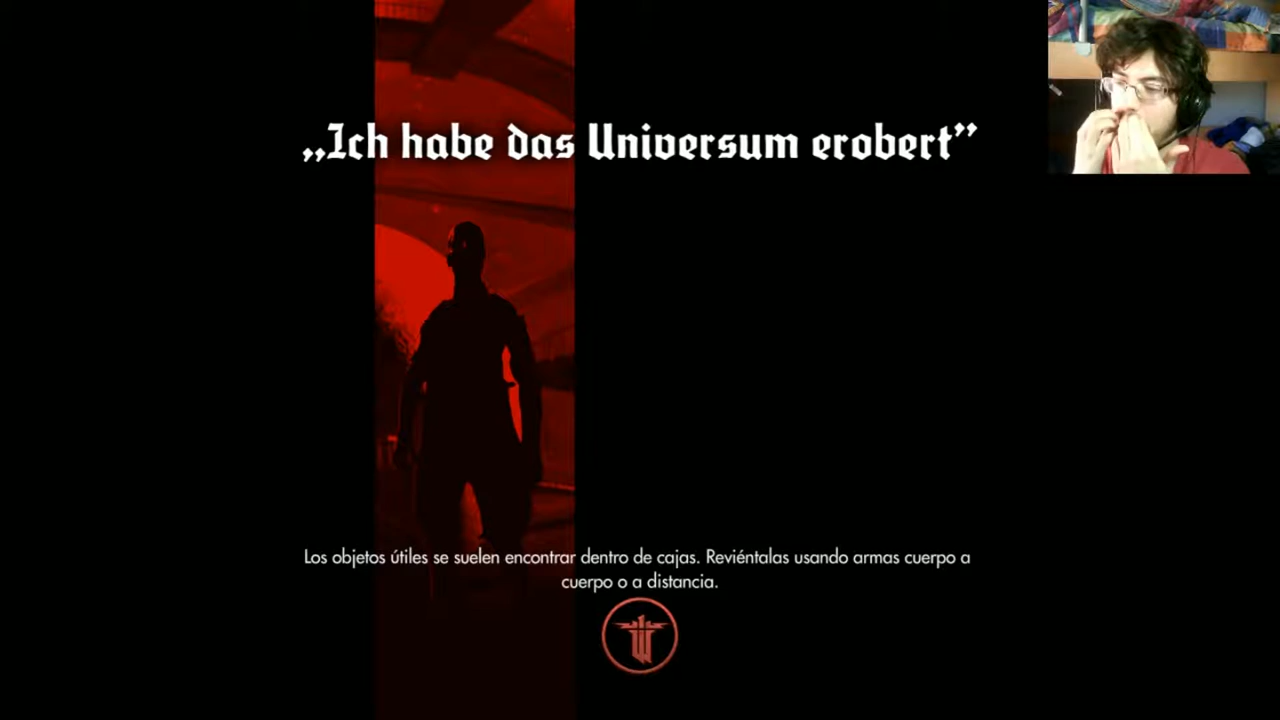 „Ich habe das Universum erobert”
Los objetos útiles se suelen encontrar dentro de cajas. Reviéntalas usando armas cuerpo a
cuerpo o a distancia.